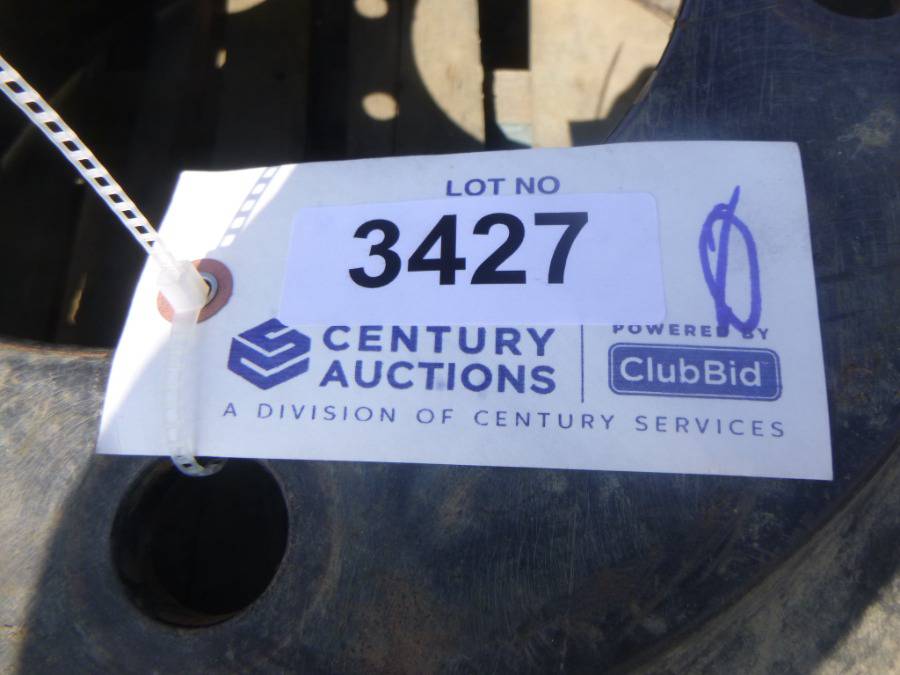 LOT NO
3427
CENTURY
AUCTIONS
POWERED BY
ClubBid
A DIVISION OF CENTURY SERVICES